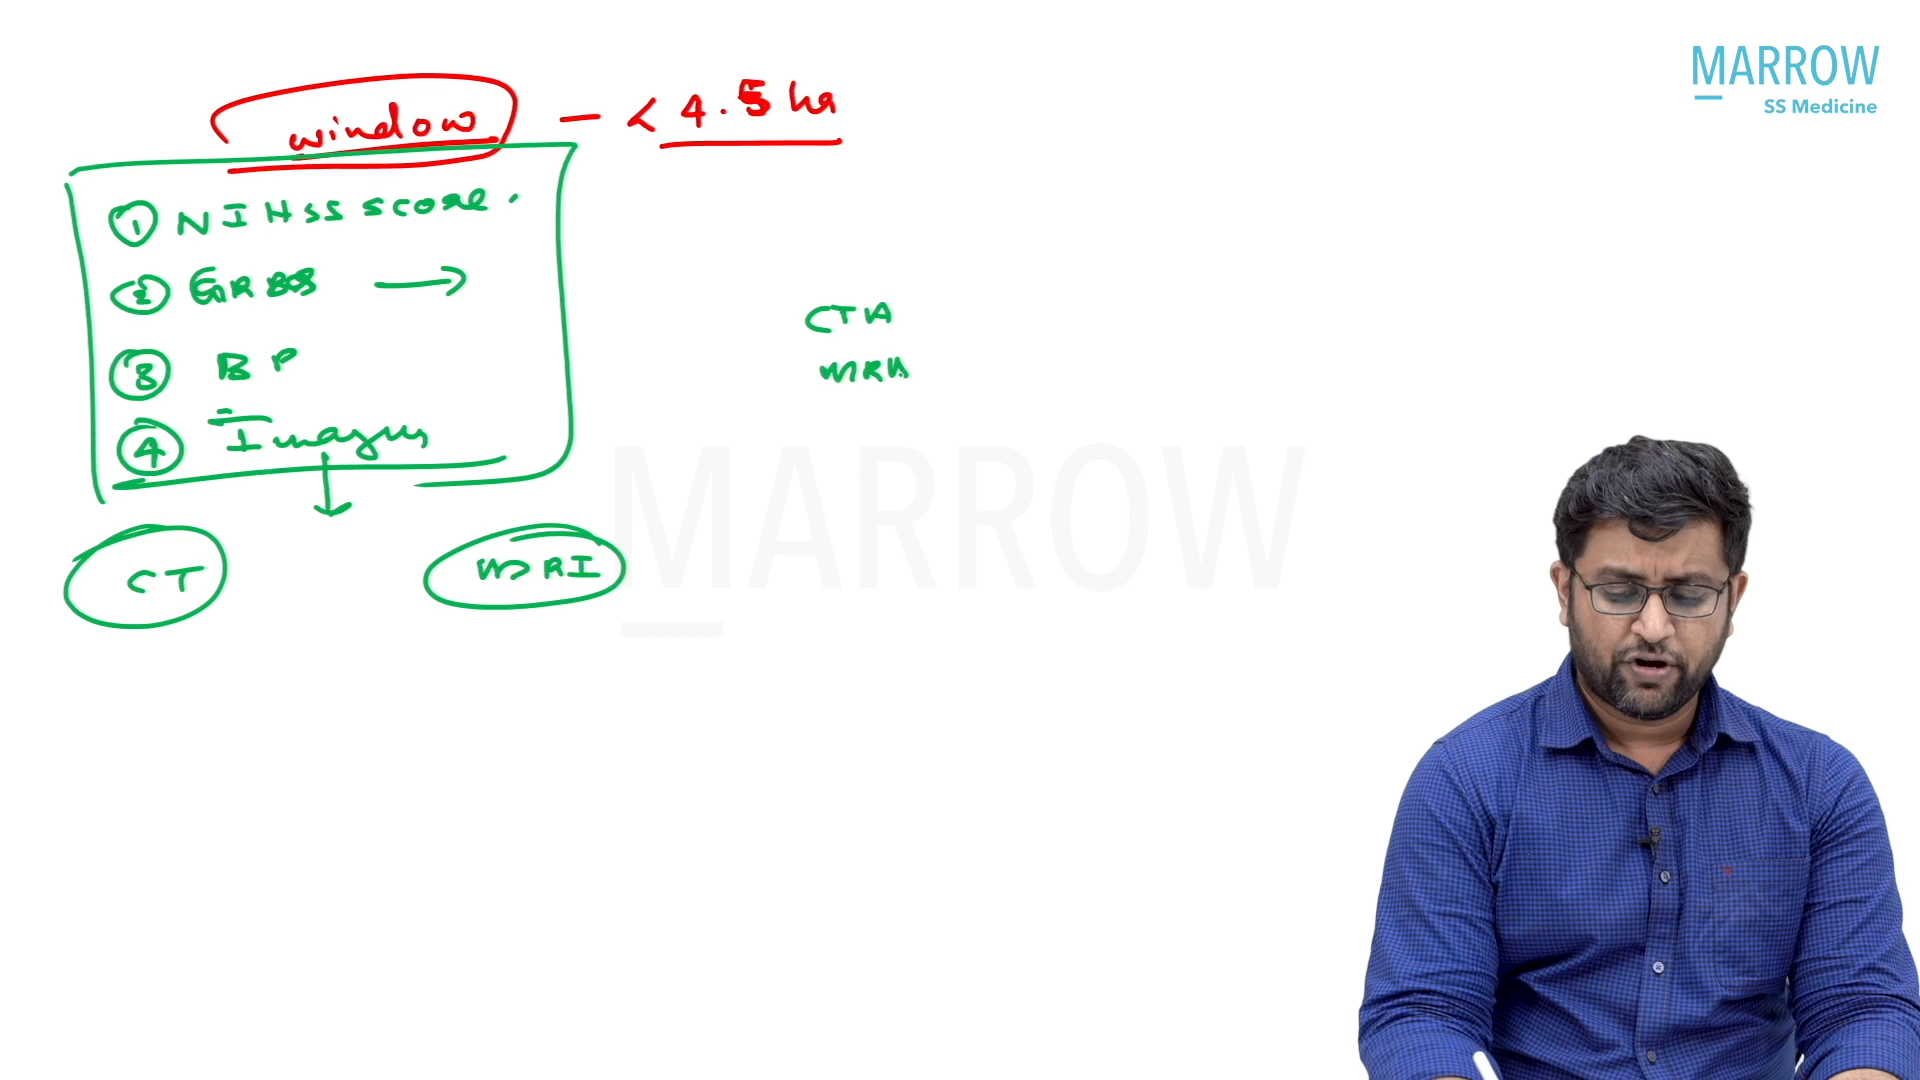 MARROW
SS Medicine
window — < 4.5 hr
① NIHSS score.
② GRBS →
③ BP
④ Imaging
CTA
MRA
CT
MRI
MARROW